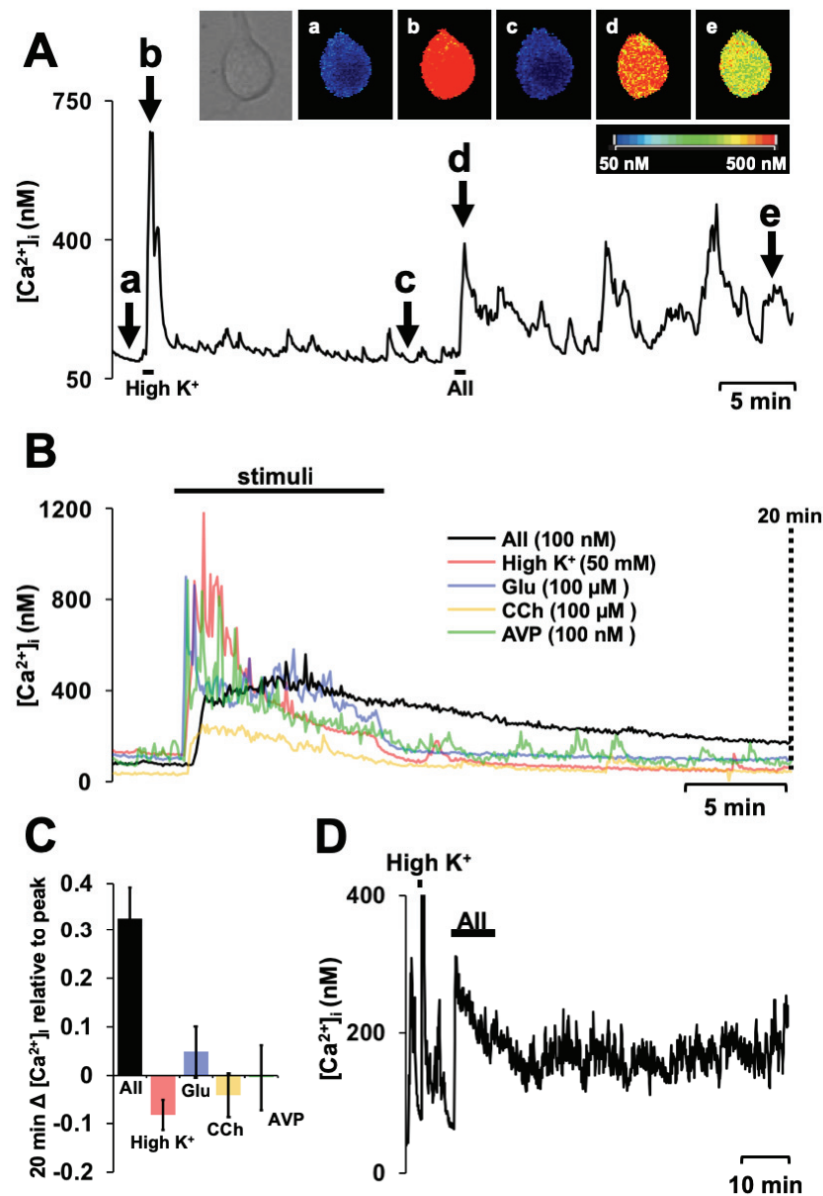 A
a
b
c
d
e
50 nM
500 nM
[Ca²⁺]ᵢ (nM)
750
400
50
a
b
c
d
e
High K⁺
AII
5 min
B
stimuli
[Ca²⁺]ᵢ (nM)
1200
800
400
0
AII (100 nM)
High K⁺ (50 mM)
Glu (100 µM )
CCh (100 µM )
AVP (100 nM )
20 min
5 min
C
20 min Δ [Ca²⁺]ᵢ relative to peak
0.4
0.3
0.2
0.1
0
-0.1
-0.2
AII
High K⁺
Glu
CCh
AVP
D
High K⁺
AII
[Ca²⁺]ᵢ (nM)
400
200
0
10 min